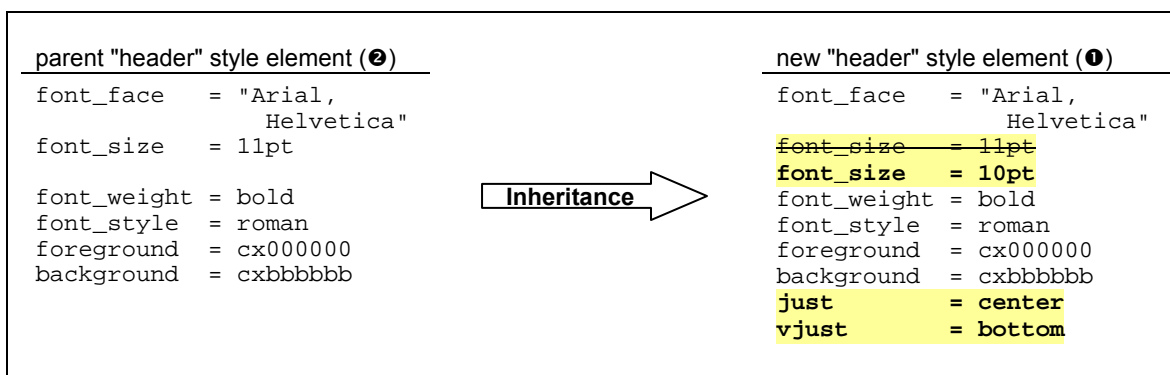 parent "header" style element (❷)
font_face   = "Arial,
Helvetica"
font_size   = 11pt
font_weight = bold
font_style  = roman
foreground  = cx000000
background  = cxbbbbbb
Inheritance
new "header" style element (❶)
font_face   = "Arial,
Helvetica"
font_size   = 11pt
font_size   = 10pt
font_weight = bold
font_style  = roman
foreground  = cx000000
background  = cxbbbbbb
just        = center
vjust       = bottom